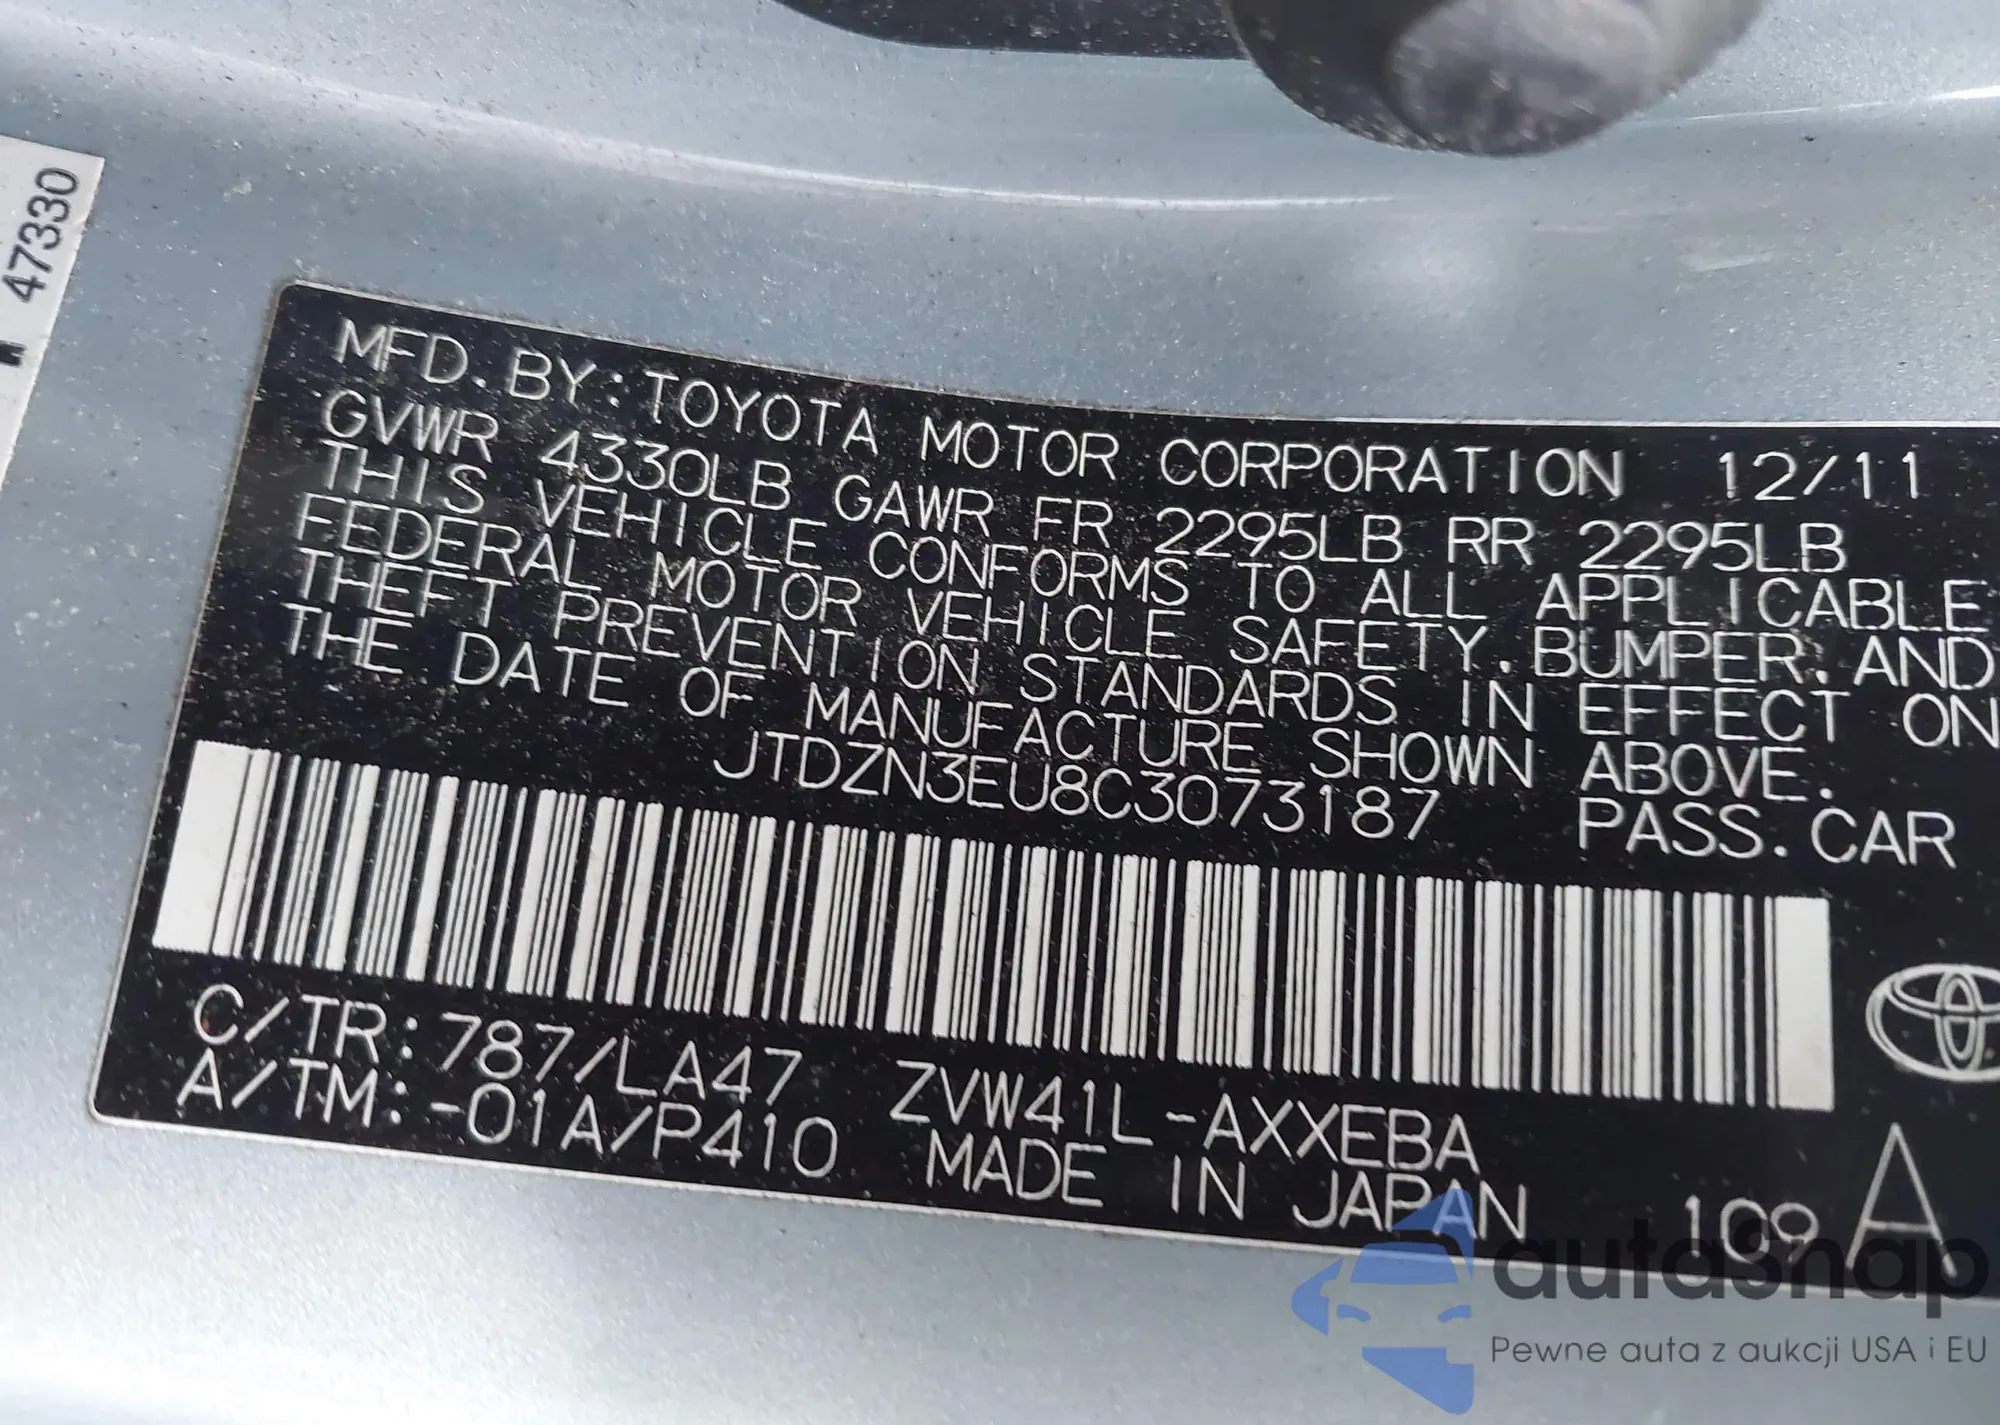 47330
MFD. BY: TOYOTA MOTOR CORPORATION 12/11
GVWR 4330LB GAWR FR 2295LB RR 2295LB
THIS VEHICLE CONFORMS TO ALL APPLICABLE
FEDERAL MOTOR VEHICLE SAFETY, BUMPER, AND
THEFT PREVENTION STANDARDS IN EFFECT ON
THE DATE OF MANUFACTURE SHOWN ABOVE.
JTDZN3EU8C3073187 PASS. CAR
C/TR: 787/LA47 ZVW41L-AXXEBA
A/TM: -01A/P410 MADE IN JAPAN 109 A
autasnap
Pewne auta z aukcji USA i EU